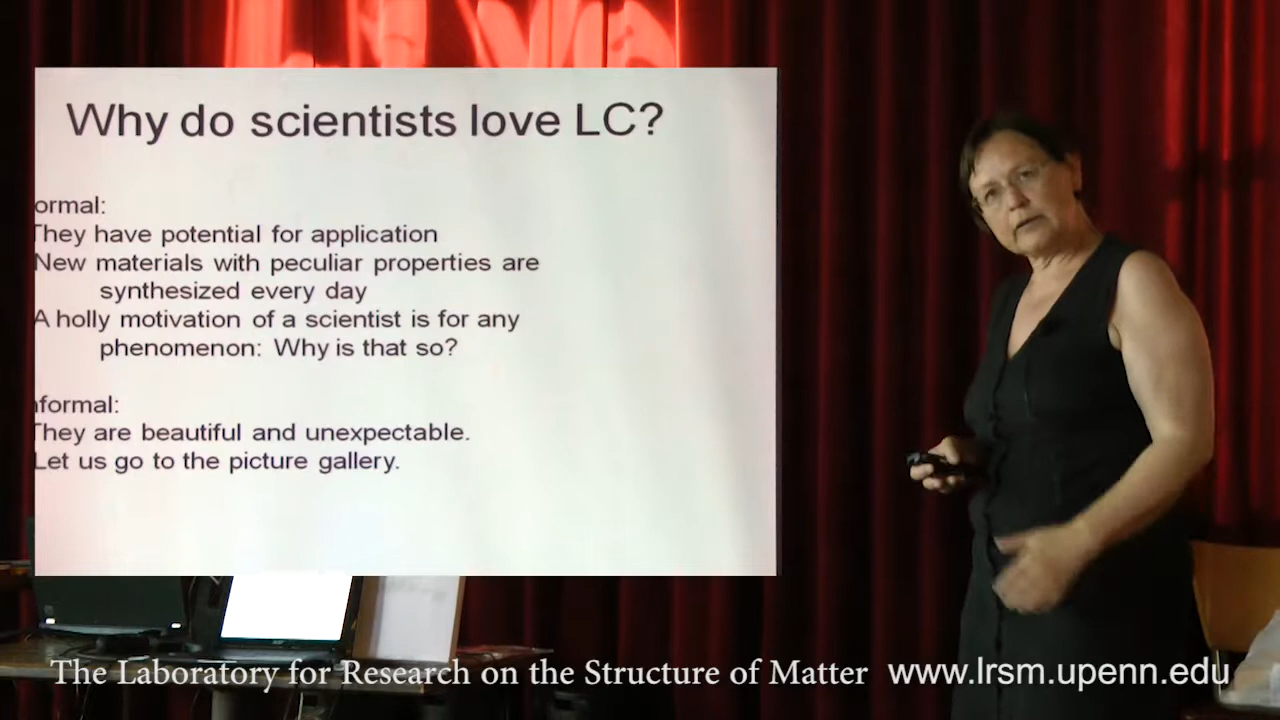 Why do scientists love LC?
ormal:
They have potential for application
New materials with peculiar properties are
synthesized every day
A holly motivation of a scientist is for any
phenomenon: Why is that so?
nformal:
They are beautiful and unexpectable.
Let us go to the picture gallery.
The Laboratory for Research on the Structure of Matter www.lrsm.upenn.edu